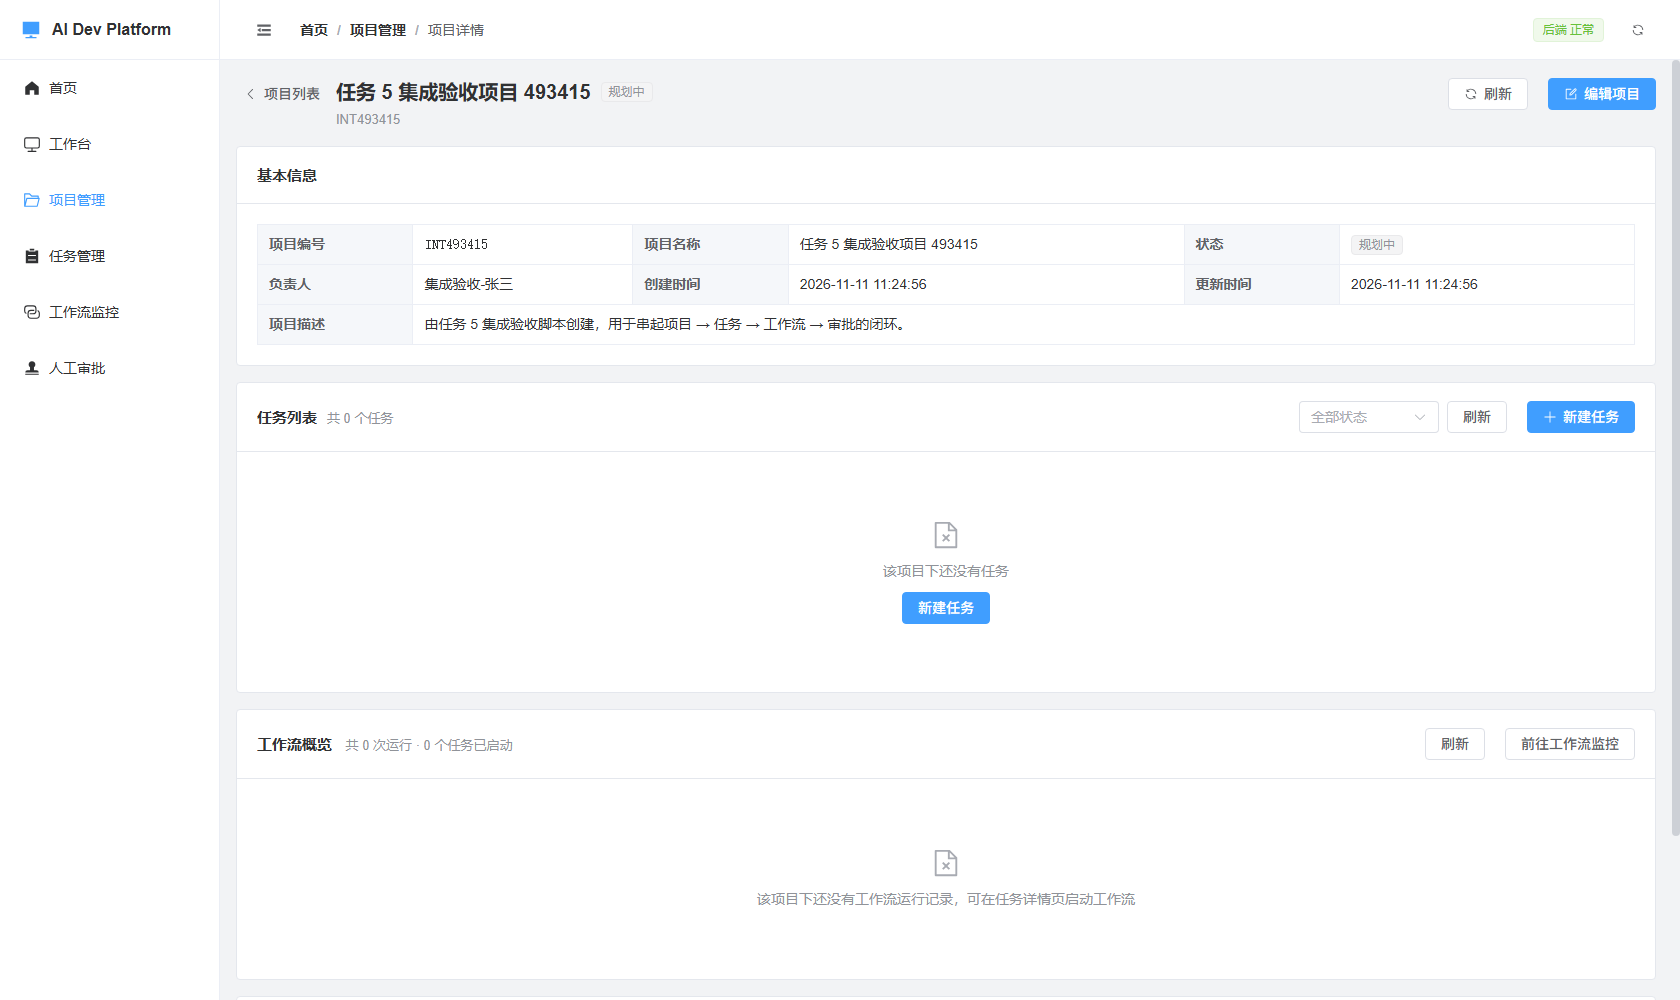 AI Dev Platform
首页 / 项目管理 / 项目详情
后端 正常
首页
工作台
项目管理
任务管理
工作流监控
人工审批
项目列表
任务 5 集成验收项目 493415 规划中
INT493415
刷新
编辑项目
基本信息
项目编号 INT493415 项目名称 任务 5 集成验收项目 493415 状态 规划中
负责人 集成验收-张三 创建时间 2026-11-11 11:24:56 更新时间 2026-11-11 11:24:56
项目描述 由任务 5 集成验收脚本创建，用于串起项目 → 任务 → 工作流 → 审批的闭环。
任务列表 共 0 个任务
全部状态 刷新 新建任务
该项目下还没有任务
新建任务
工作流概览 共 0 次运行 · 0 个任务已启动
刷新 前往工作流监控
该项目下还没有工作流运行记录，可在任务详情页启动工作流